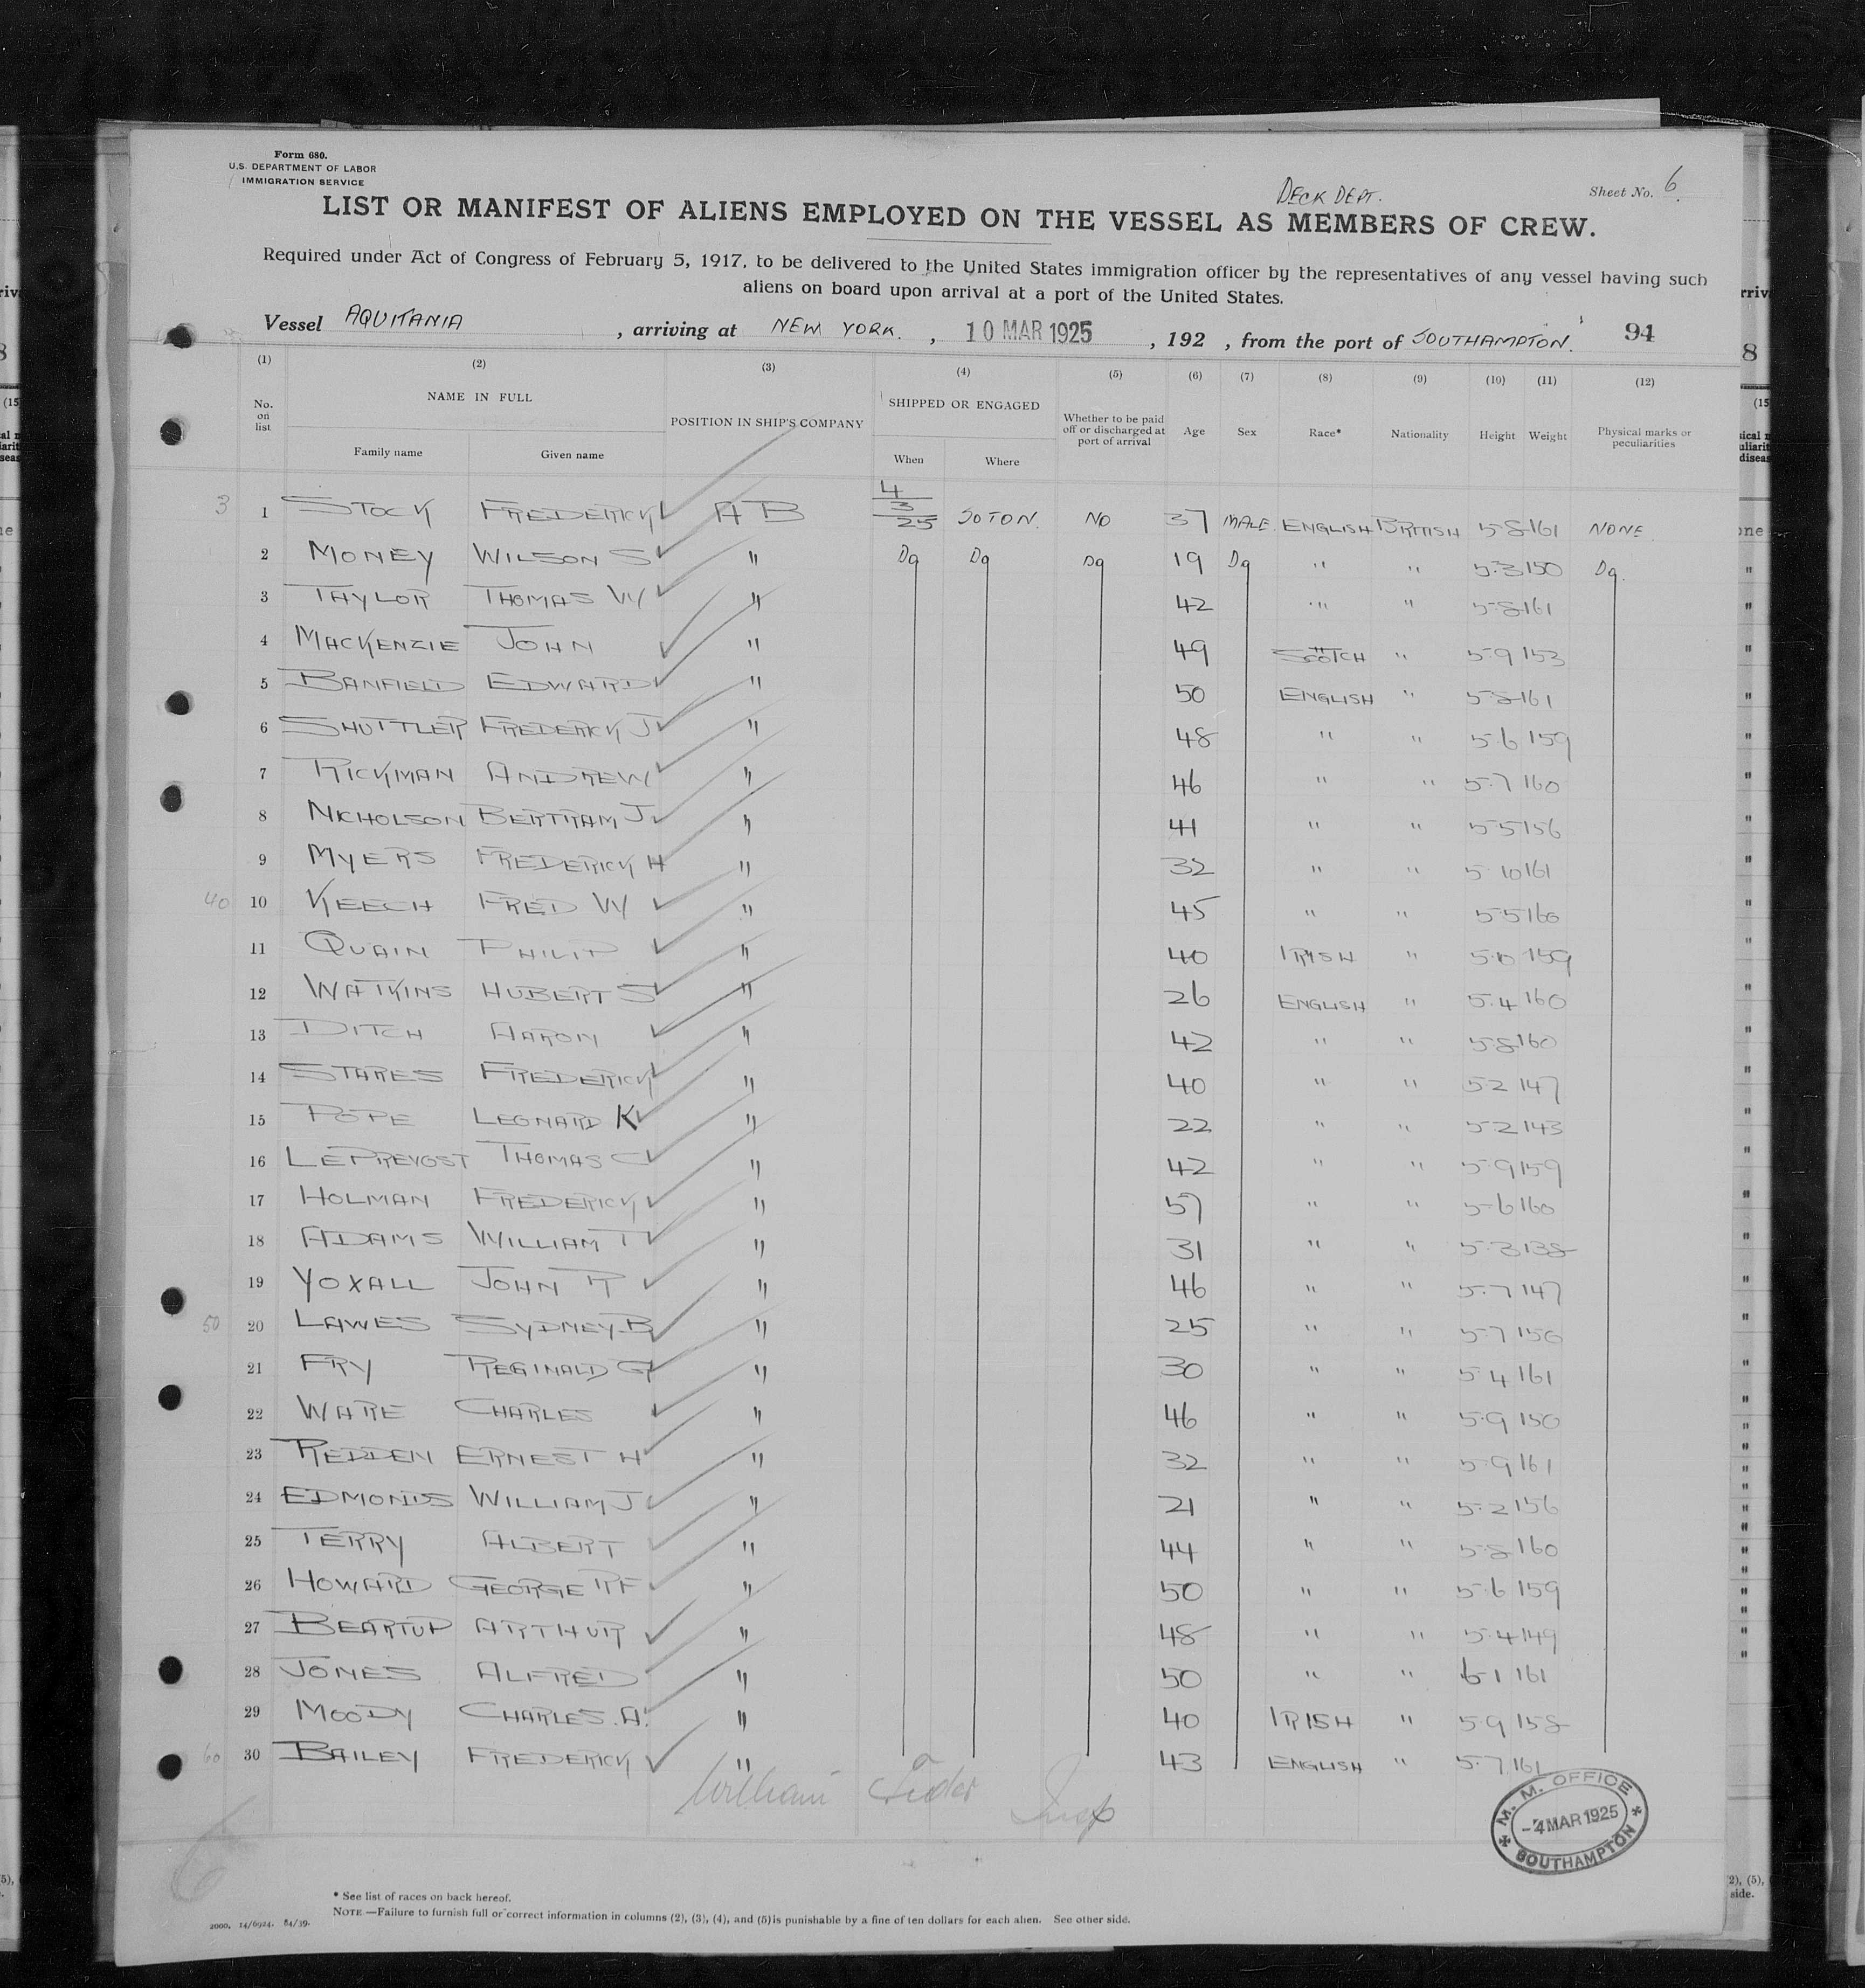 Form 680.
U.S. DEPARTMENT OF LABOR
IMMIGRATION SERVICE
DECK DEPT.
Sheet No. 6
LIST OR MANIFEST OF ALIENS EMPLOYED ON THE VESSEL AS MEMBERS OF CREW.
Required under Act of Congress of February 5, 1917, to be delivered to the United States immigration officer by the representatives of any vessel having such
aliens on board upon arrival at a port of the United States.
Vessel AQUITANIA, arriving at NEW YORK., 10 MAR 1925, 192 , from the port of SOUTHAMPTON. 94
(1) (2) (3) (4) (5) (6) (7) (8) (9) (10) (11) (12)
No. on list NAME IN FULL POSITION IN SHIP'S COMPANY SHIPPED OR ENGAGED Whether to be paid off or discharged at port of arrival Age Sex Race* Nationality Height Weight Physical marks or peculiarities
Family name Given name When Where
3 1 STOCK FREDERICK AB 4/3/25 SOTON. NO 37 MALE ENGLISH BRITISH 5-8 161 NONE
2 MONEY WILSON S " Do Do Do 19 Do " " 5.3 150 Do.
3 TAYLOR THOMAS W " 42 " " 5-8 161
4 MACKENZIE JOHN " 49 SCOTCH " 5-9 153
5 BANFIELD EDWARD " 50 ENGLISH " 5-8 161
6 SHUTTLER FREDERICK J " 48 " " 5-6 159
7 RICKMAN ANDREW " 46 " " 5.7 160
8 NICHOLSON BERTRAM J " 41 " " 5-5 156
9 MYERS FREDERICK H " 32 " " 5-10 161
40 10 KEECH FRED W " 45 " " 5-5 160
11 QUAIN PHILIP " 40 IRISH " 5.10 159
12 WATKINS HUBERT S " 26 ENGLISH " 5.4 160
13 DITCH AARON " 42 " " 5-8 160
14 STARES FREDERICK " 40 " " 5-2 147
15 POPE LEONARD K " 22 " " 5-2 143
16 LEPREVOST THOMAS C " 42 " " 5-9 159
17 HOLMAN FREDERICK " 57 " " 5-6 160
18 ADAMS WILLIAM T " 31 " " 5-3 138
19 YOXALL JOHN R " 46 " " 5.7 147
50 20 LAWES SYDNEY.B " 25 " " 5-7 156
21 FRY REGINALD G " 30 " " 5-4 161
22 WARE CHARLES " 46 " " 5.9 150
23 REDDEN ERNEST H " 32 " " 5-9 161
24 EDMONDS WILLIAM J " 21 " " 5-2 156
25 TERRY ALBERT " 44 " " 5-8 160
26 HOWARD GEORGE RF " 50 " " 5-6 159
27 BEARTUP ARTHUR " 48 " " 5.4 149
28 JONES ALFRED " 50 " " 6-1 161
29 MOODY CHARLES.A. " 40 IRISH " 5.9 158
60 30 BAILEY FREDERICK " 43 ENGLISH " 5.7 161
William Insp
M. M. OFFICE
-4 MAR 1925
SOUTHAMPTON
6
* See list of races on back hereof.
NOTE.—Failure to furnish full or correct information in columns (2), (3), (4), and (5) is punishable by a fine of ten dollars for each alien. See other side.
2000. 14/6924. 84/39.